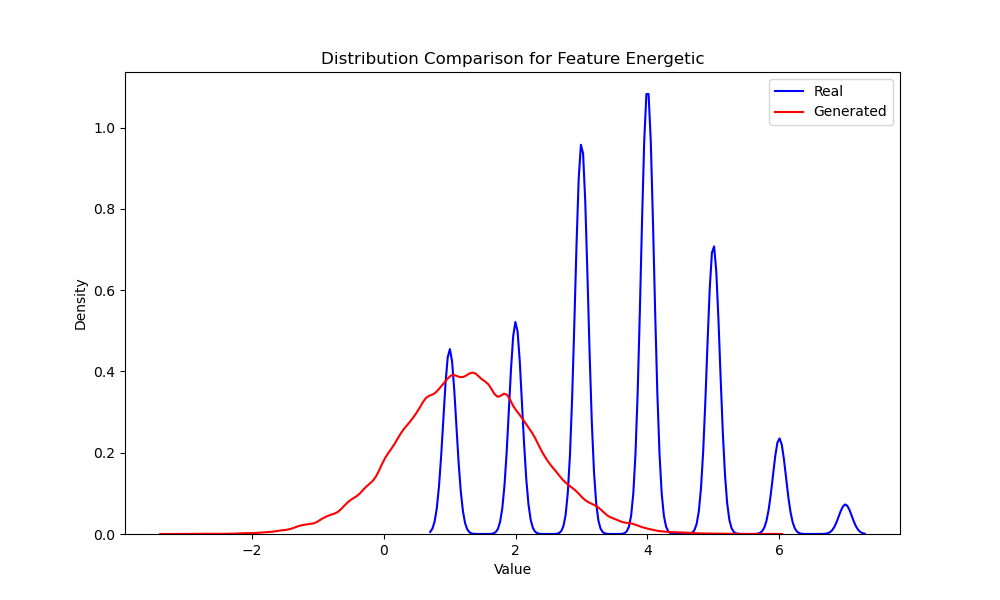 Distribution Comparison for Feature Energetic
Real
Generated
1.0
0.8
0.6
0.4
0.2
0.0
Density
−2
0
2
4
6
Value